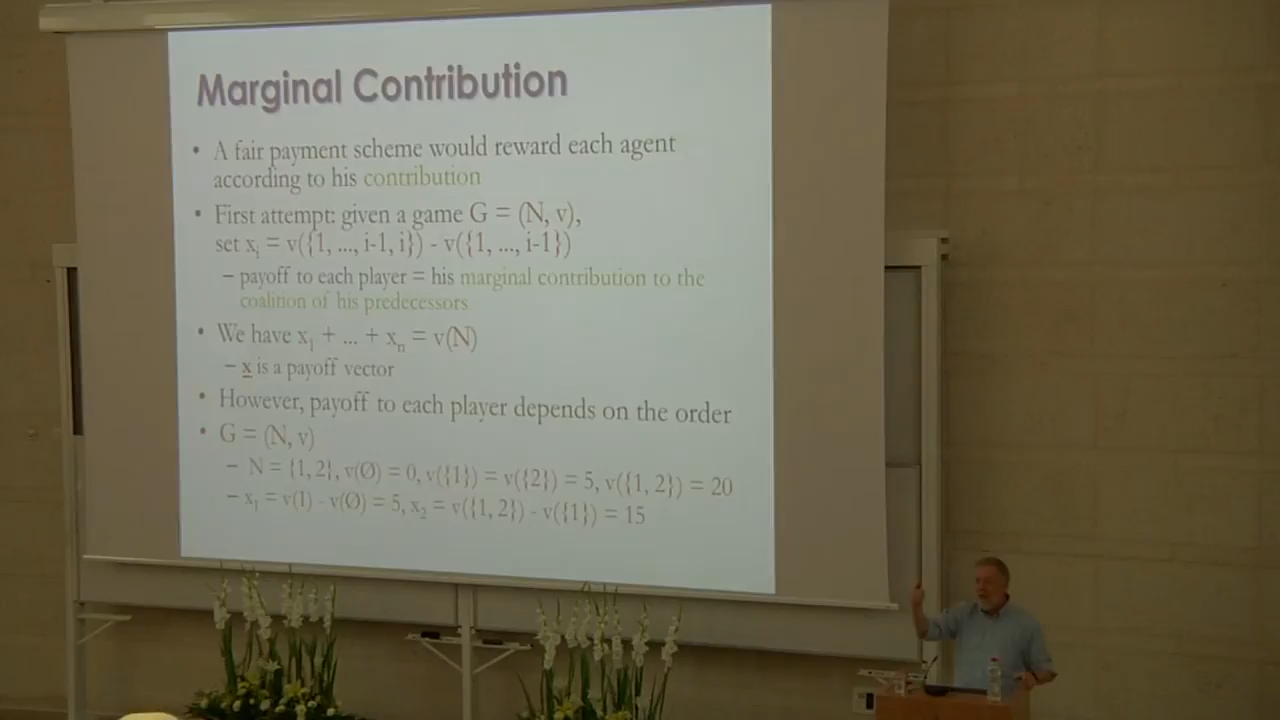 Marginal Contribution
• A fair payment scheme would reward each agent
according to his contribution
• First attempt: given a game G = (N, v),
set xᵢ = v({1, ..., i-1, i}) - v({1, ..., i-1})
– payoff to each player = his marginal contribution to the
coalition of his predecessors
• We have x₁ + ... + xₙ = v(N)
– x is a payoff vector
• However, payoff to each player depends on the order
• G = (N, v)
– N = {1, 2}, v(Ø) = 0, v({1}) = v({2}) = 5, v({1, 2}) = 20
– x₁ = v(1) - v(Ø) = 5, x₂ = v({1, 2}) - v({1}) = 15